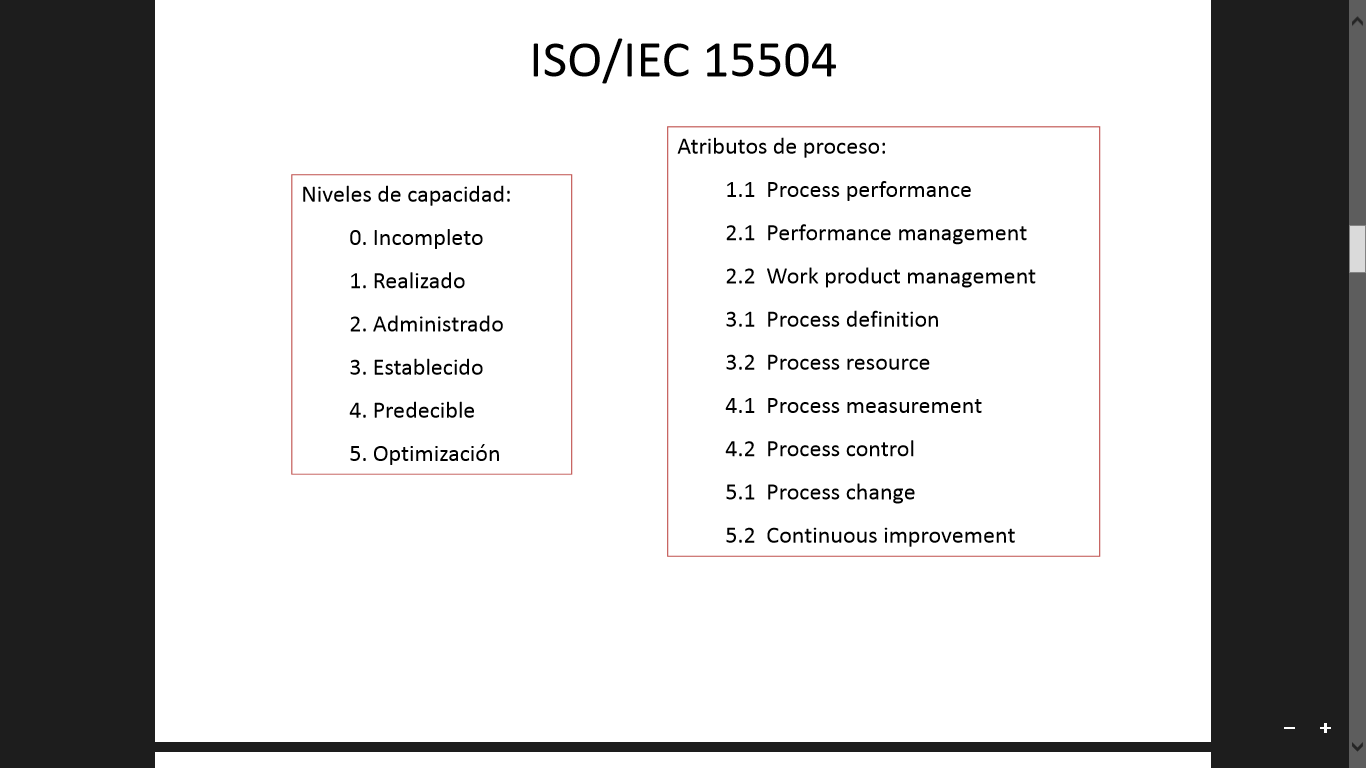 ISO/IEC 15504
Niveles de capacidad:
0. Incompleto
1. Realizado
2. Administrado
3. Establecido
4. Predecible
5. Optimización
Atributos de proceso:
1.1 Process performance
2.1 Performance management
2.2 Work product management
3.1 Process definition
3.2 Process resource
4.1 Process measurement
4.2 Process control
5.1 Process change
5.2 Continuous improvement